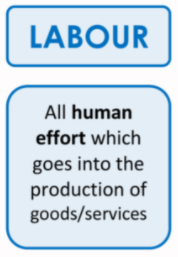 LABOUR
All human
effort which
goes into the
production of
goods/services